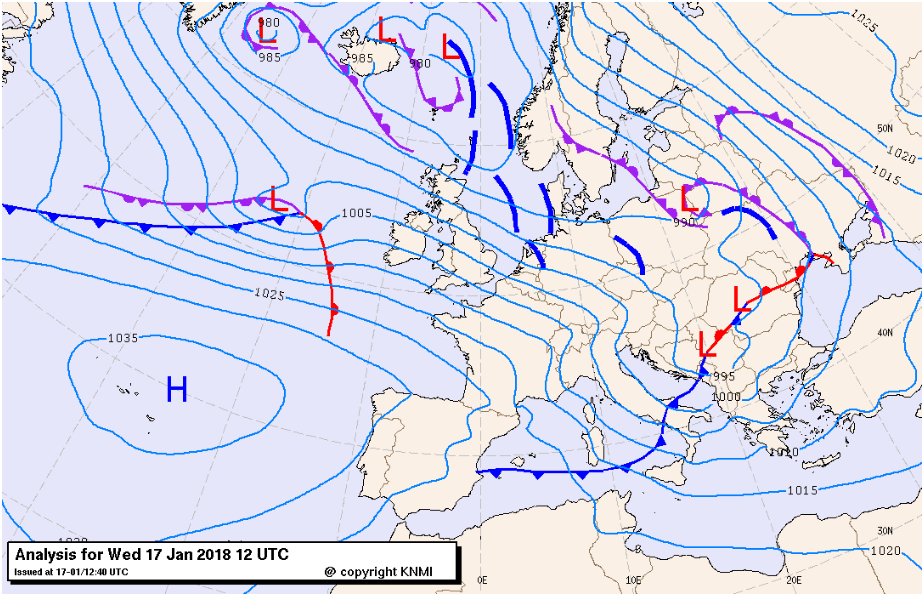 L
980
985
L
985
980
L
1025
50N
1020
1015
L
1005
L
990
1025
L
40N
1035
L
H
995
1000
1010
1015
30N
1020
Analysis for Wed 17 Jan 2018 12 UTC
Issued at 17-01/12:40 UTC
@ copyright KNMI
0E
10E
20E